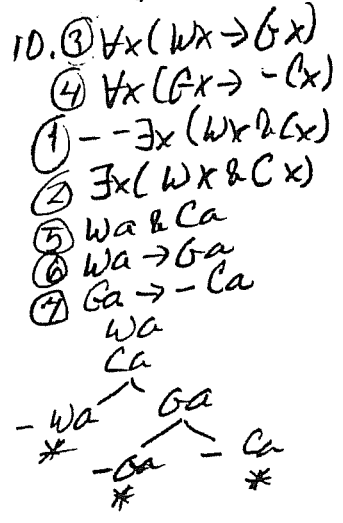 10. ③ ∀x(Wx→Gx)
④ ∀x(Gx→ -Cx)
① --∃x(Wx&Cx)
② ∃x(Wx&Cx)
⑤ Wa & Ca
⑥ Wa→Ga
⑦ Ga→-Ca
Wa
Ca
-Wa Ga
* -Ga -Ca
* *